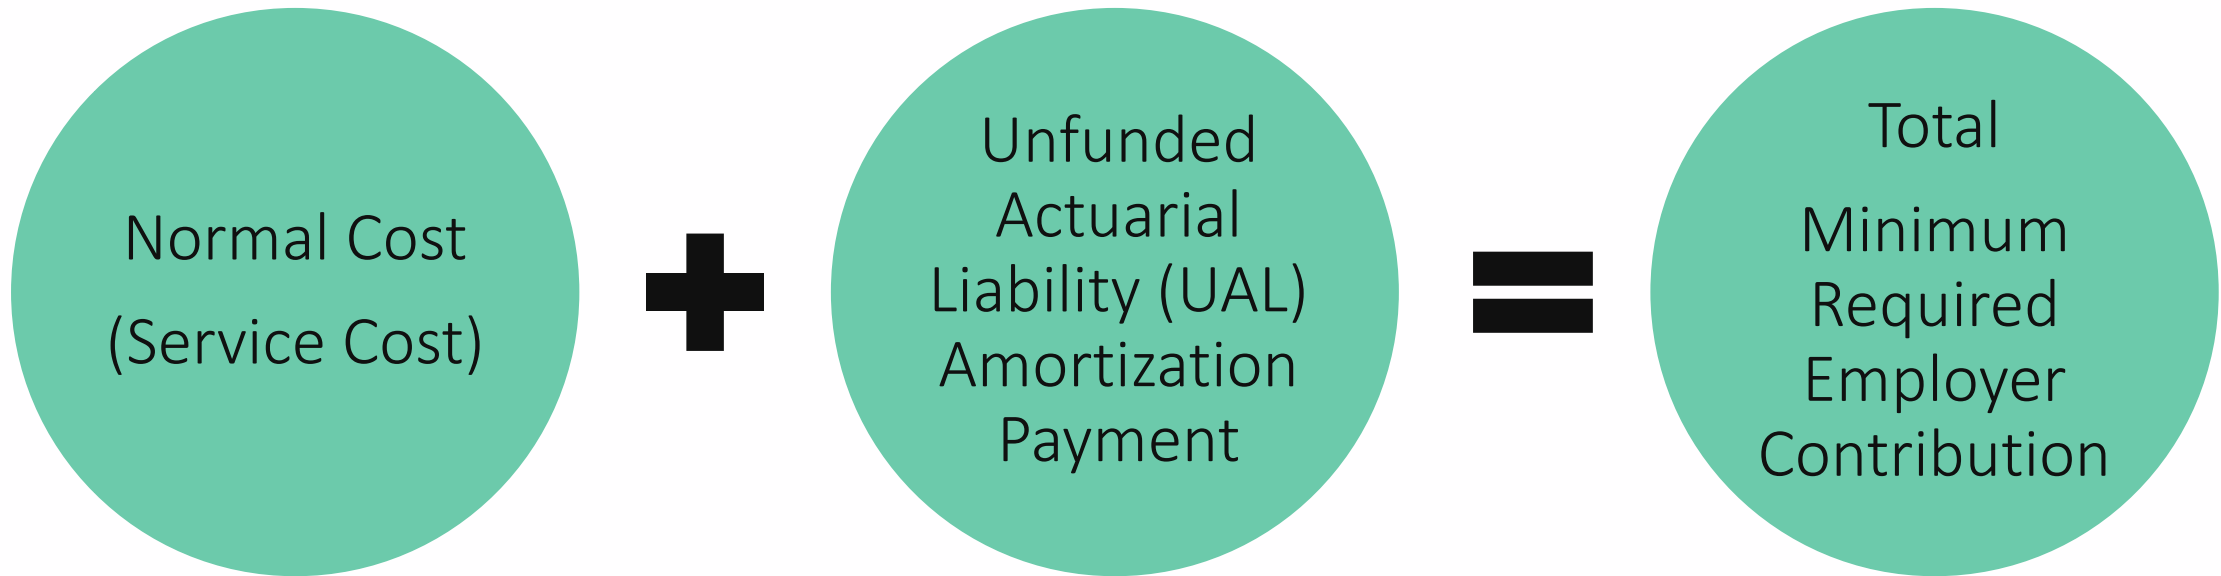 Normal Cost
(Service Cost)
Unfunded
Actuarial
Liability (UAL)
Amortization
Payment
Total
Minimum
Required
Employer
Contribution